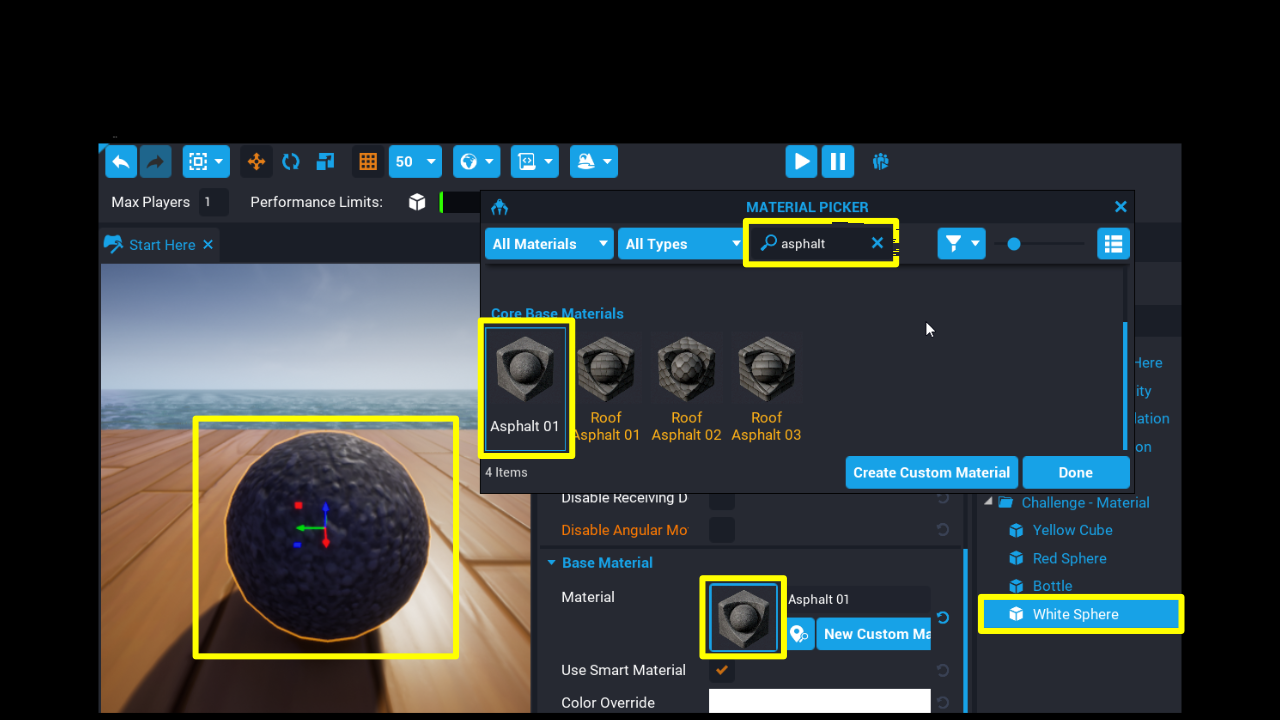 50
Max Players 1 Performance Limits:
MATERIAL PICKER
Start Here
All Materials
All Types
asphalt
Core Base Materials
Asphalt 01
Roof
Asphalt 01
Roof
Asphalt 02
Roof
Asphalt 03
4 Items
Create Custom Material
Done
Here
ity
lation
on
Disable Receiving D
Disable Angular Mo
Base Material
Material
Asphalt 01
New Custom Ma
Use Smart Material
Color Override
Challenge - Material
Yellow Cube
Red Sphere
Bottle
White Sphere